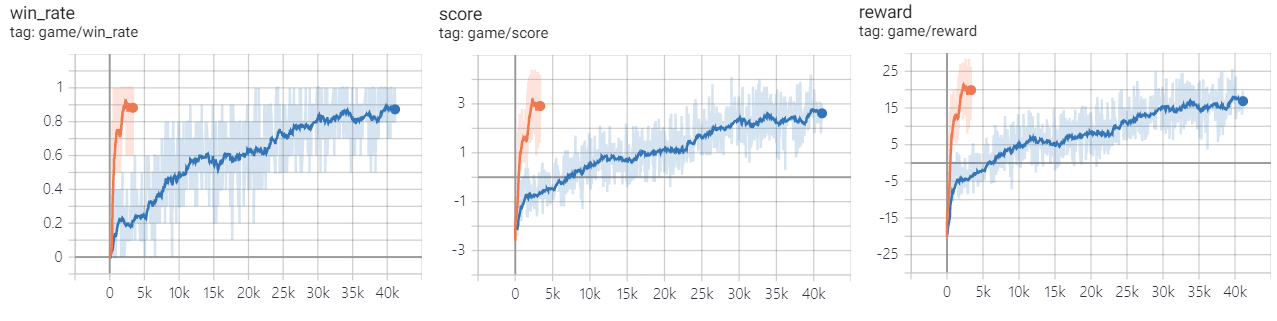 win_rate
tag: game/win_rate
1
0.8
0.6
0.4
0.2
0
0 5k 10k 15k 20k 25k 30k 35k 40k
score
tag: game/score
3
1
-1
-3
0 5k 10k 15k 20k 25k 30k 35k 40k
reward
tag: game/reward
25
15
5
-5
-15
-25
0 5k 10k 15k 20k 25k 30k 35k 40k